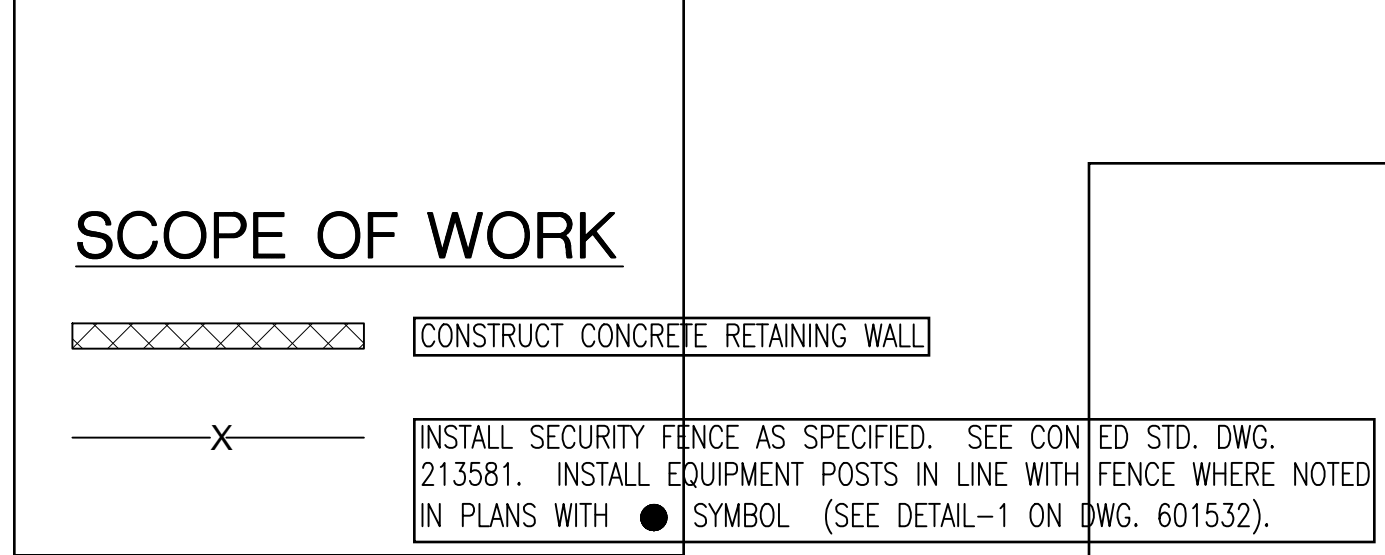 SCOPE OF WORK
CONSTRUCT CONCRETE RETAINING WALL
X
INSTALL SECURITY FENCE AS SPECIFIED. SEE CON ED STD. DWG.
213581. INSTALL EQUIPMENT POSTS IN LINE WITH FENCE WHERE NOTED
IN PLANS WITH ● SYMBOL (SEE DETAIL-1 ON DWG. 601532).